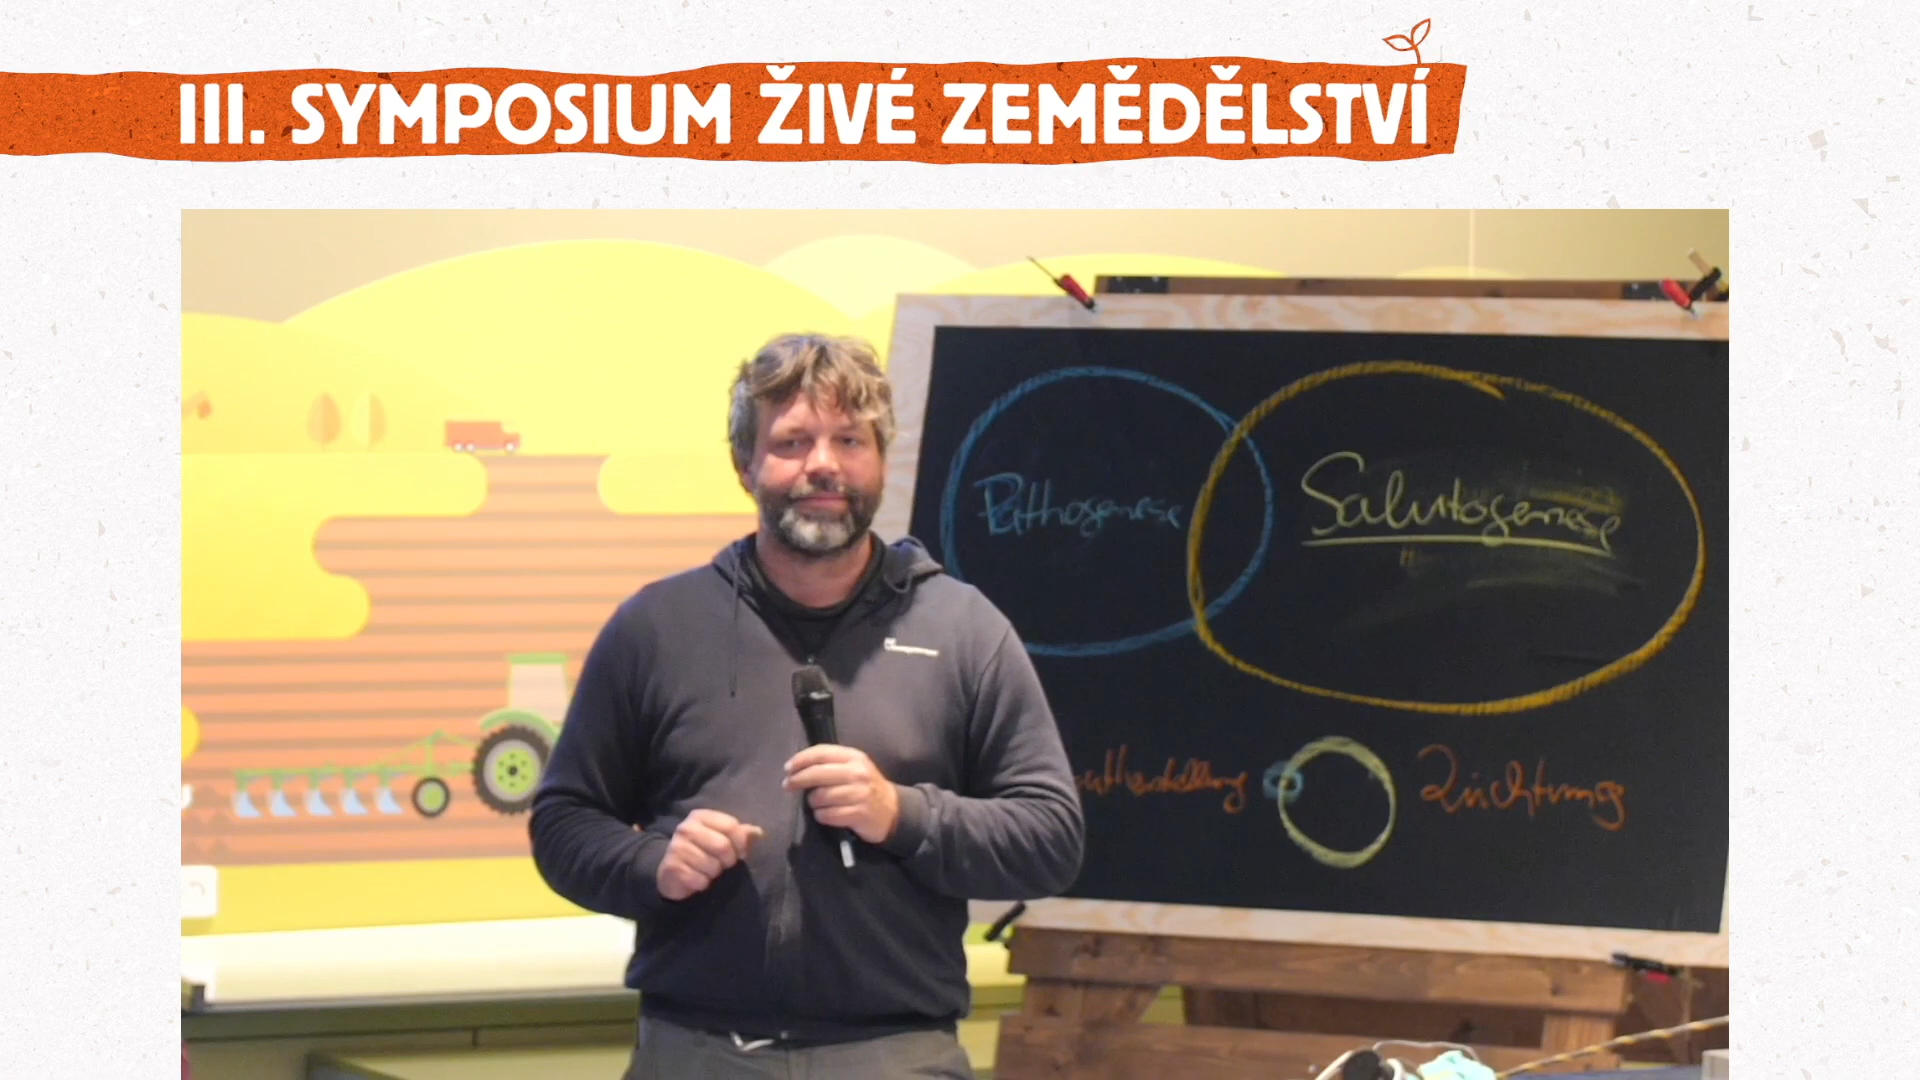 III. SYMPOSIUM ŽIVÉ ZEMĚDĚLSTVÍ
Pathogenese
Salutogenese
Züchtung